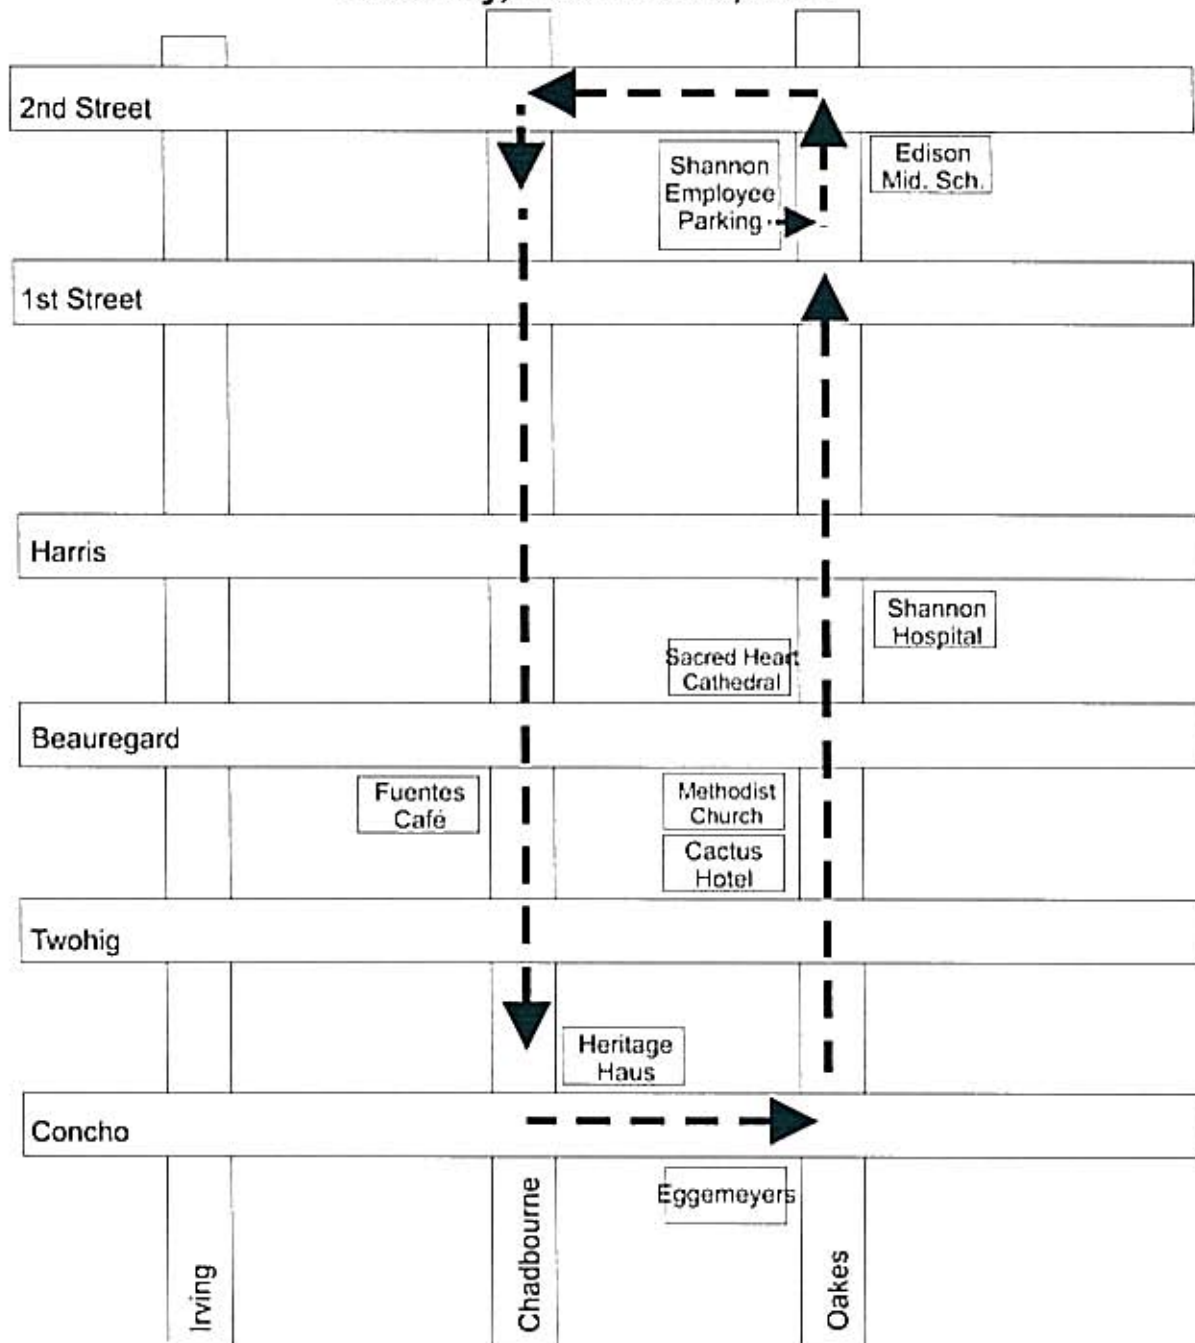 2nd Street
Shannon
Employee
Parking
Edison
Mid. Sch.
1st Street
Harris
Shannon
Hospital
Sacred Heart
Cathedral
Beauregard
Fuentes
Café
Methodist
Church
Cactus
Hotel
Twohig
Heritage
Haus
Concho
Eggemeyers
Irving
Chadbourne
Oakes